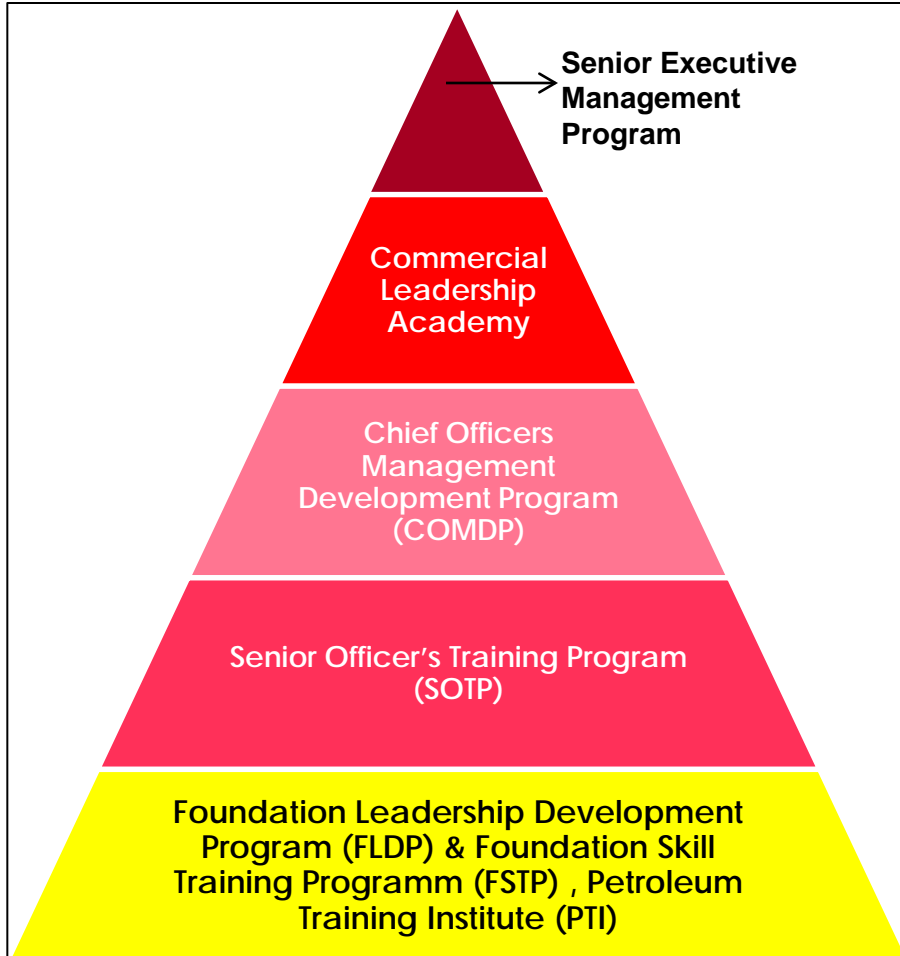 Senior Executive
Management
Program
Commercial
Leadership
Academy
Chief Officers
Management
Development Program
(COMDP)
Senior Officer’s Training Program
(SOTP)
Foundation Leadership Development
Program (FLDP) & Foundation Skill
Training Programm (FSTP) , Petroleum
Training Institute (PTI)